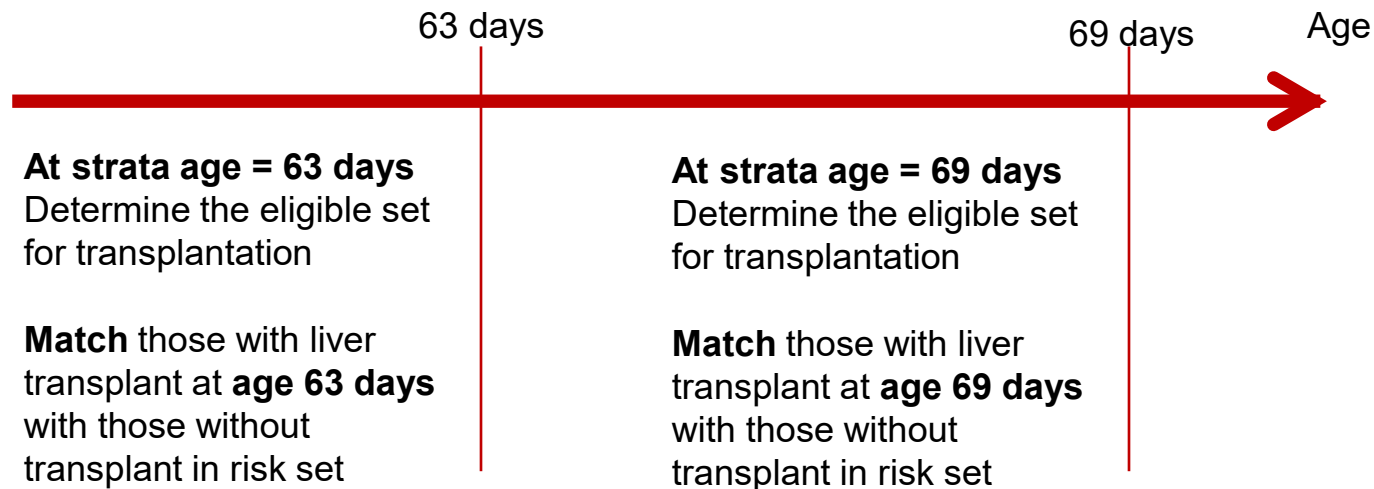 63 days
69 days
Age
At strata age = 63 days
Determine the eligible set
for transplantation
Match those with liver
transplant at age 63 days
with those without
transplant in risk set
At strata age = 69 days
Determine the eligible set
for transplantation
Match those with liver
transplant at age 69 days
with those without
transplant in risk set